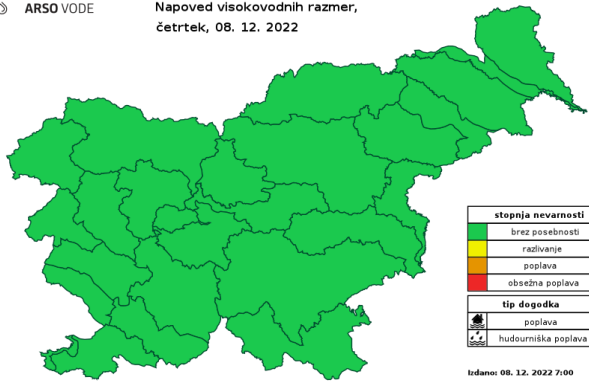 ARSO VODE
Napoved visokovodnih razmer,
četrtek, 08. 12. 2022
stopnja nevarnosti
brez posebnosti
razlivanje
poplava
obsežna poplava
tip dogodka
poplava
hudourniška poplava
Izdano: 08. 12. 2022 7:00